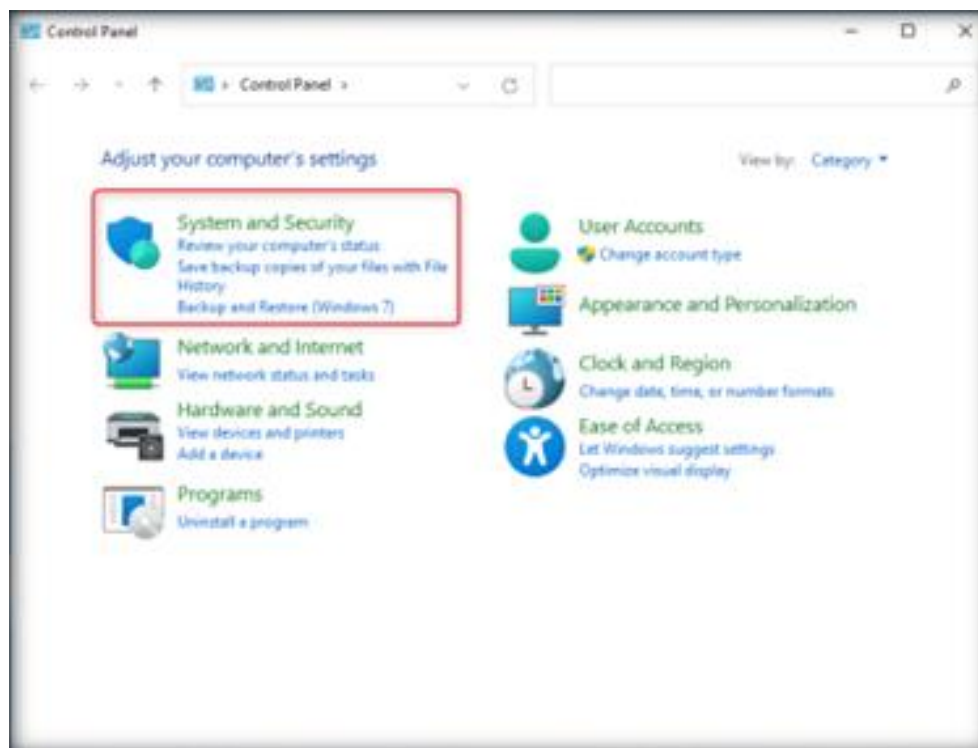 Control Panel
Control Panel
Adjust your computer's settings
View by: Category
System and Security
Review your computer's status
Save backup copies of your files with File
History
Backup and Restore (Windows 7)
Network and Internet
View network status and tasks
Hardware and Sound
View devices and printers
Add a device
Programs
Uninstall a program
User Accounts
Change account type
Appearance and Personalization
Clock and Region
Change date, time, or number formats
Ease of Access
Let Windows suggest settings
Optimize visual display